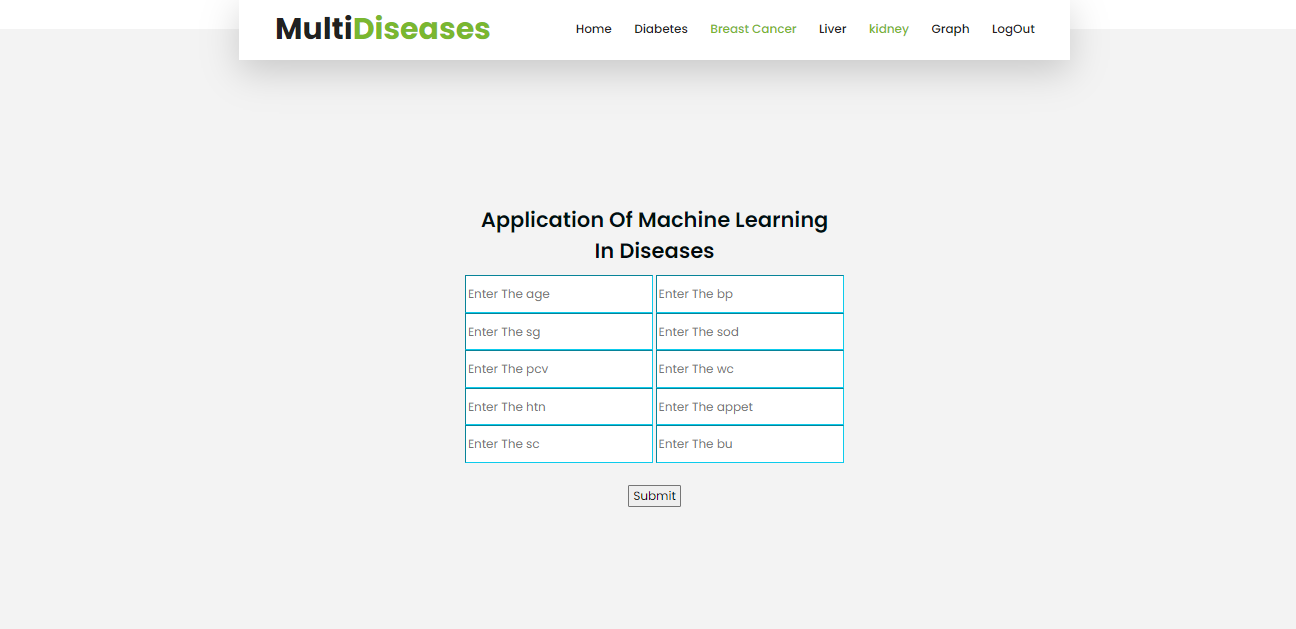 MultiDiseases
Home Diabetes Breast Cancer Liver kidney Graph LogOut
Application Of Machine Learning
In Diseases
Enter The age Enter The bp
Enter The sg Enter The sod
Enter The pcv Enter The wc
Enter The htn Enter The appet
Enter The sc Enter The bu
Submit